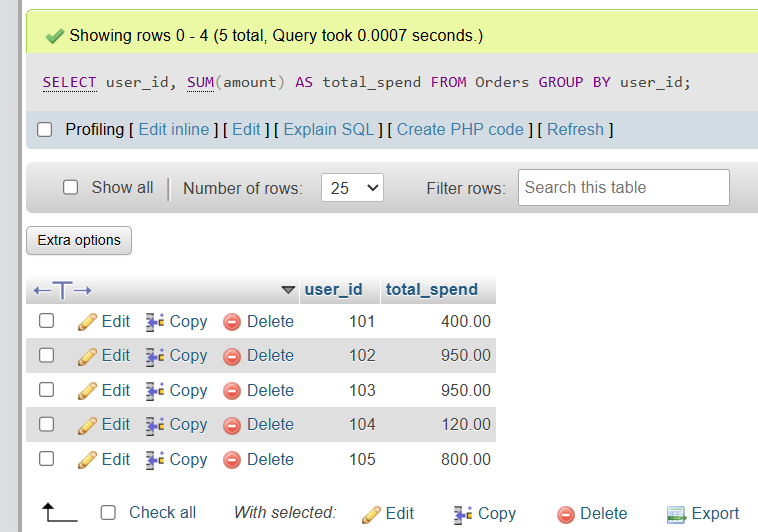 Showing rows 0 - 4 (5 total, Query took 0.0007 seconds.)
SELECT user_id, SUM(amount) AS total_spend FROM Orders GROUP BY user_id;
Profiling [ Edit inline ] [ Edit ] [ Explain SQL ] [ Create PHP code ] [ Refresh ]
Show all Number of rows: 25 Filter rows: Search this table
Extra options
user_id total_spend
Edit Copy Delete 101 400.00
Edit Copy Delete 102 950.00
Edit Copy Delete 103 950.00
Edit Copy Delete 104 120.00
Edit Copy Delete 105 800.00
Check all With selected: Edit Copy Delete Export